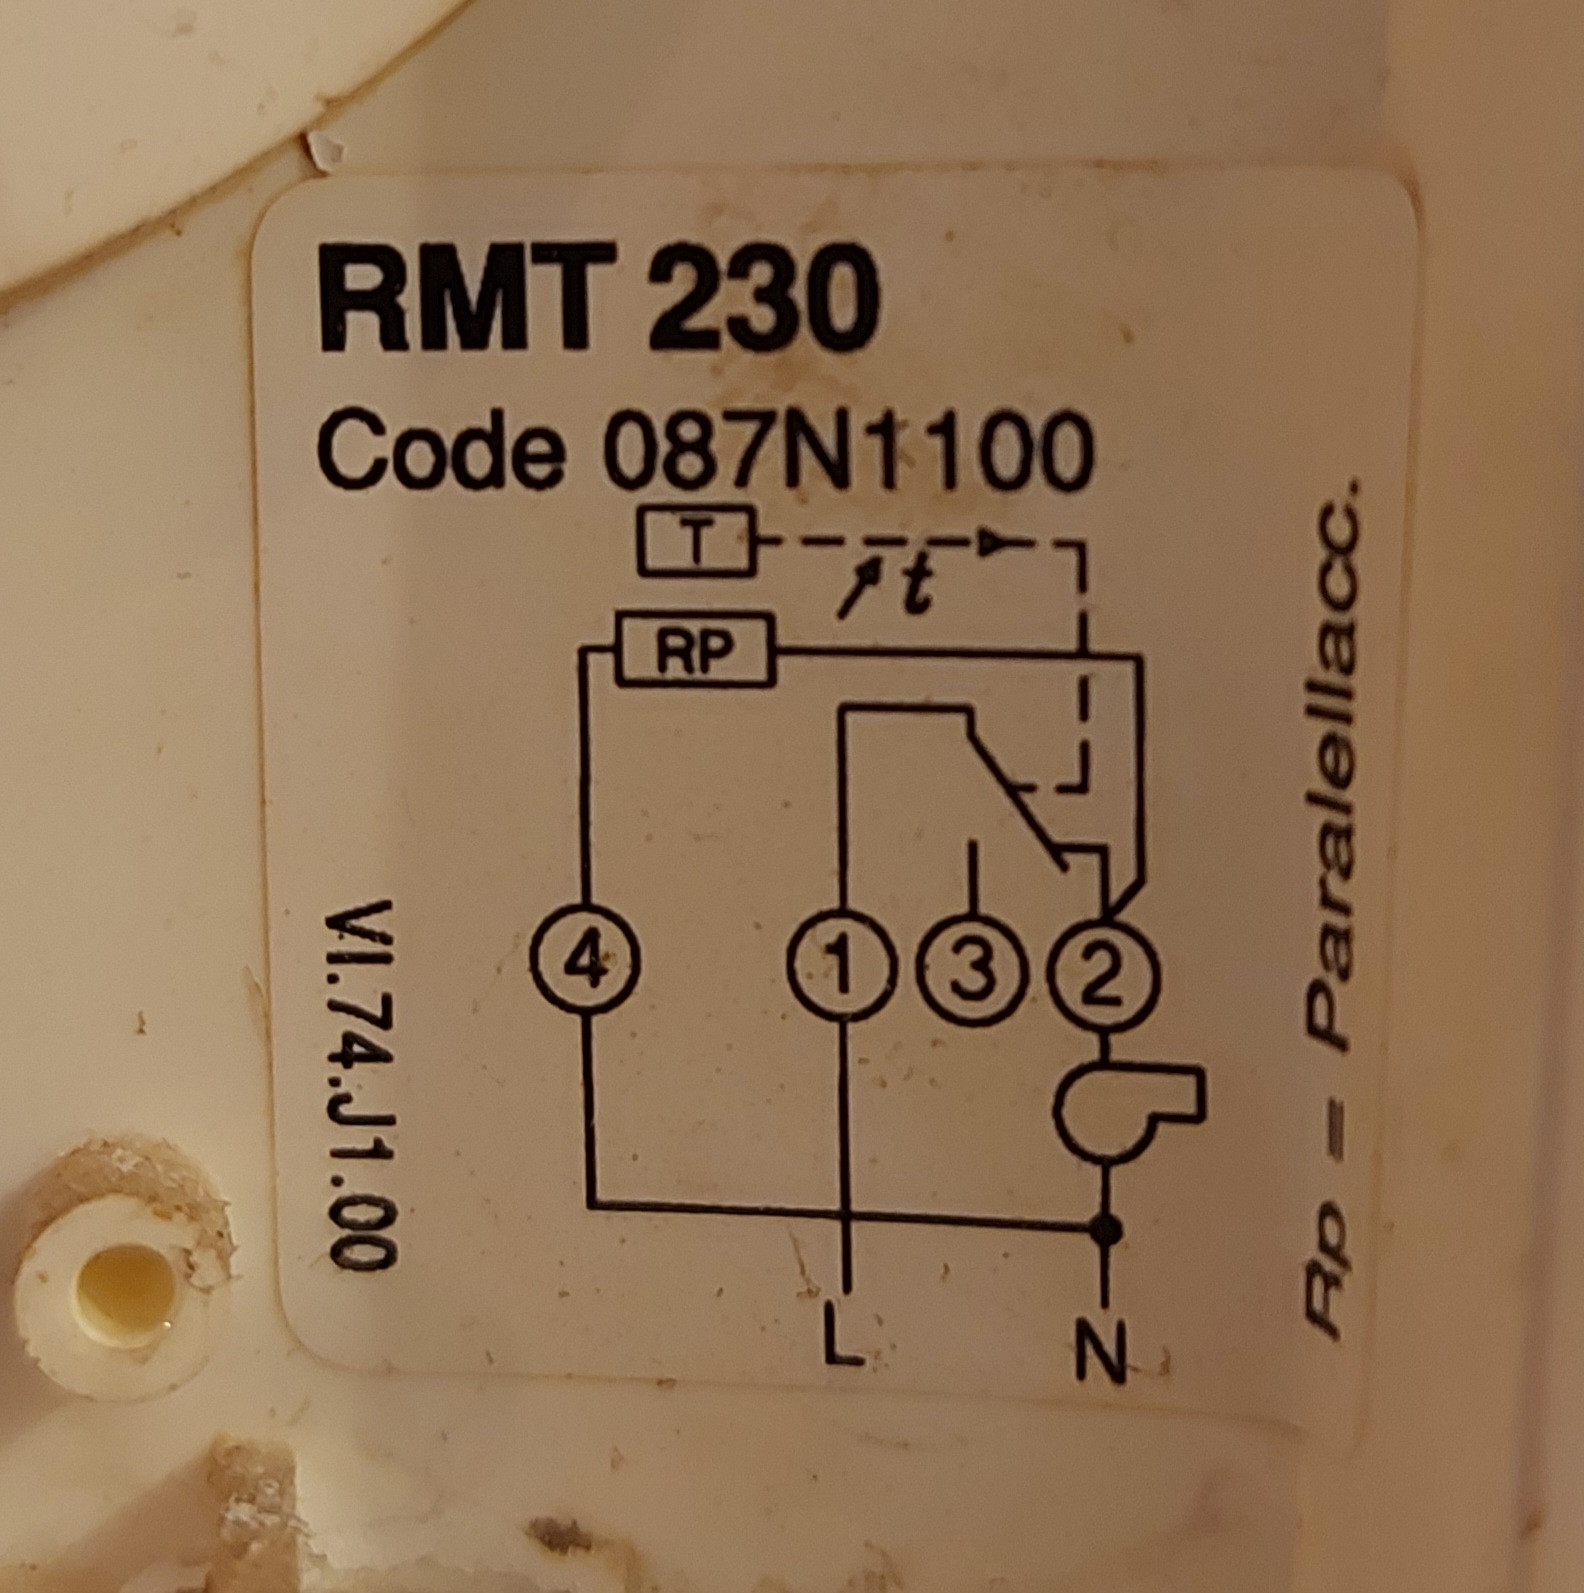 RMT 230
Code 087N1100
T
t
RP
4 1 3 2
L N
VI.74.J1.00
Rp = Paralellacc.